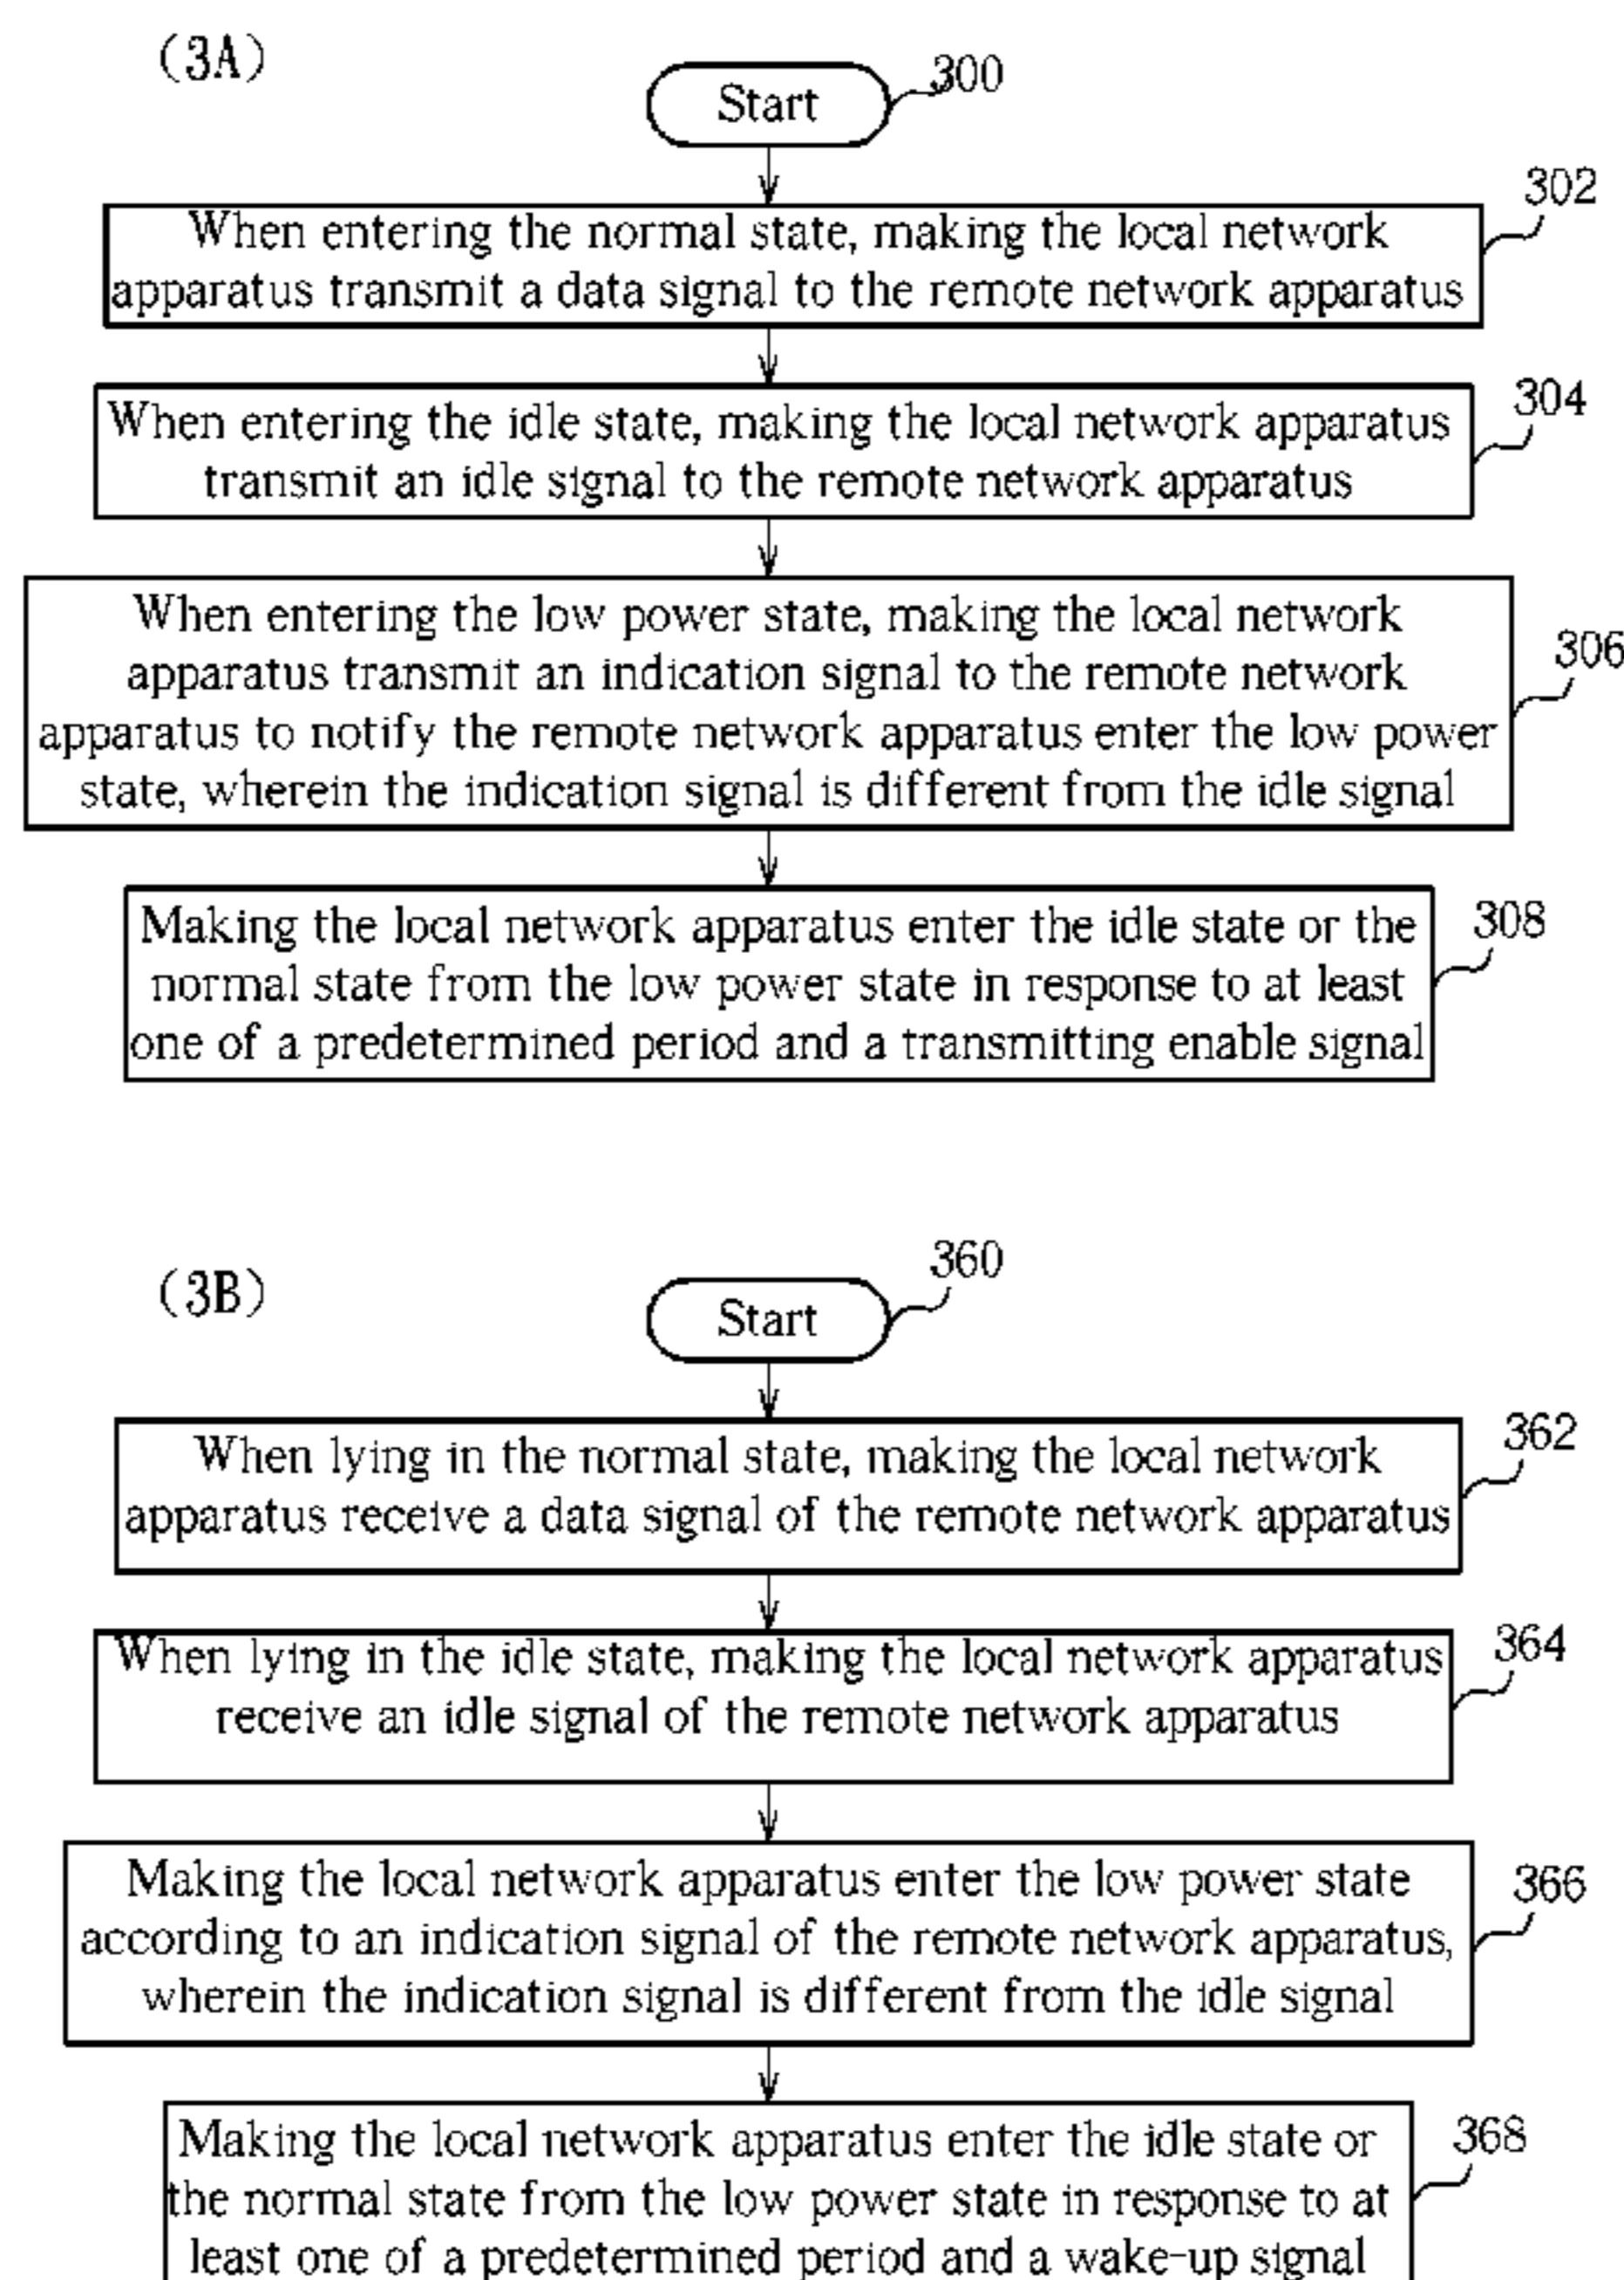 (3A)
Start
300
302
When entering the normal state, making the local network
apparatus transmit a data signal to the remote network apparatus
304
When entering the idle state, making the local network apparatus
transmit an idle signal to the remote network apparatus
306
When entering the low power state, making the local network
apparatus transmit an indication signal to the remote network
apparatus to notify the remote network apparatus enter the low power
state, wherein the indication signal is different from the idle signal
308
Making the local network apparatus enter the idle state or the
normal state from the low power state in response to at least
one of a predetermined period and a transmitting enable signal
(3B)
Start
360
362
When lying in the normal state, making the local network
apparatus receive a data signal of the remote network apparatus
364
When lying in the idle state, making the local network apparatus
receive an idle signal of the remote network apparatus
366
Making the local network apparatus enter the low power state
according to an indication signal of the remote network apparatus,
wherein the indication signal is different from the idle signal
368
Making the local network apparatus enter the idle state or
the normal state from the low power state in response to at
least one of a predetermined period and a wake-up signal